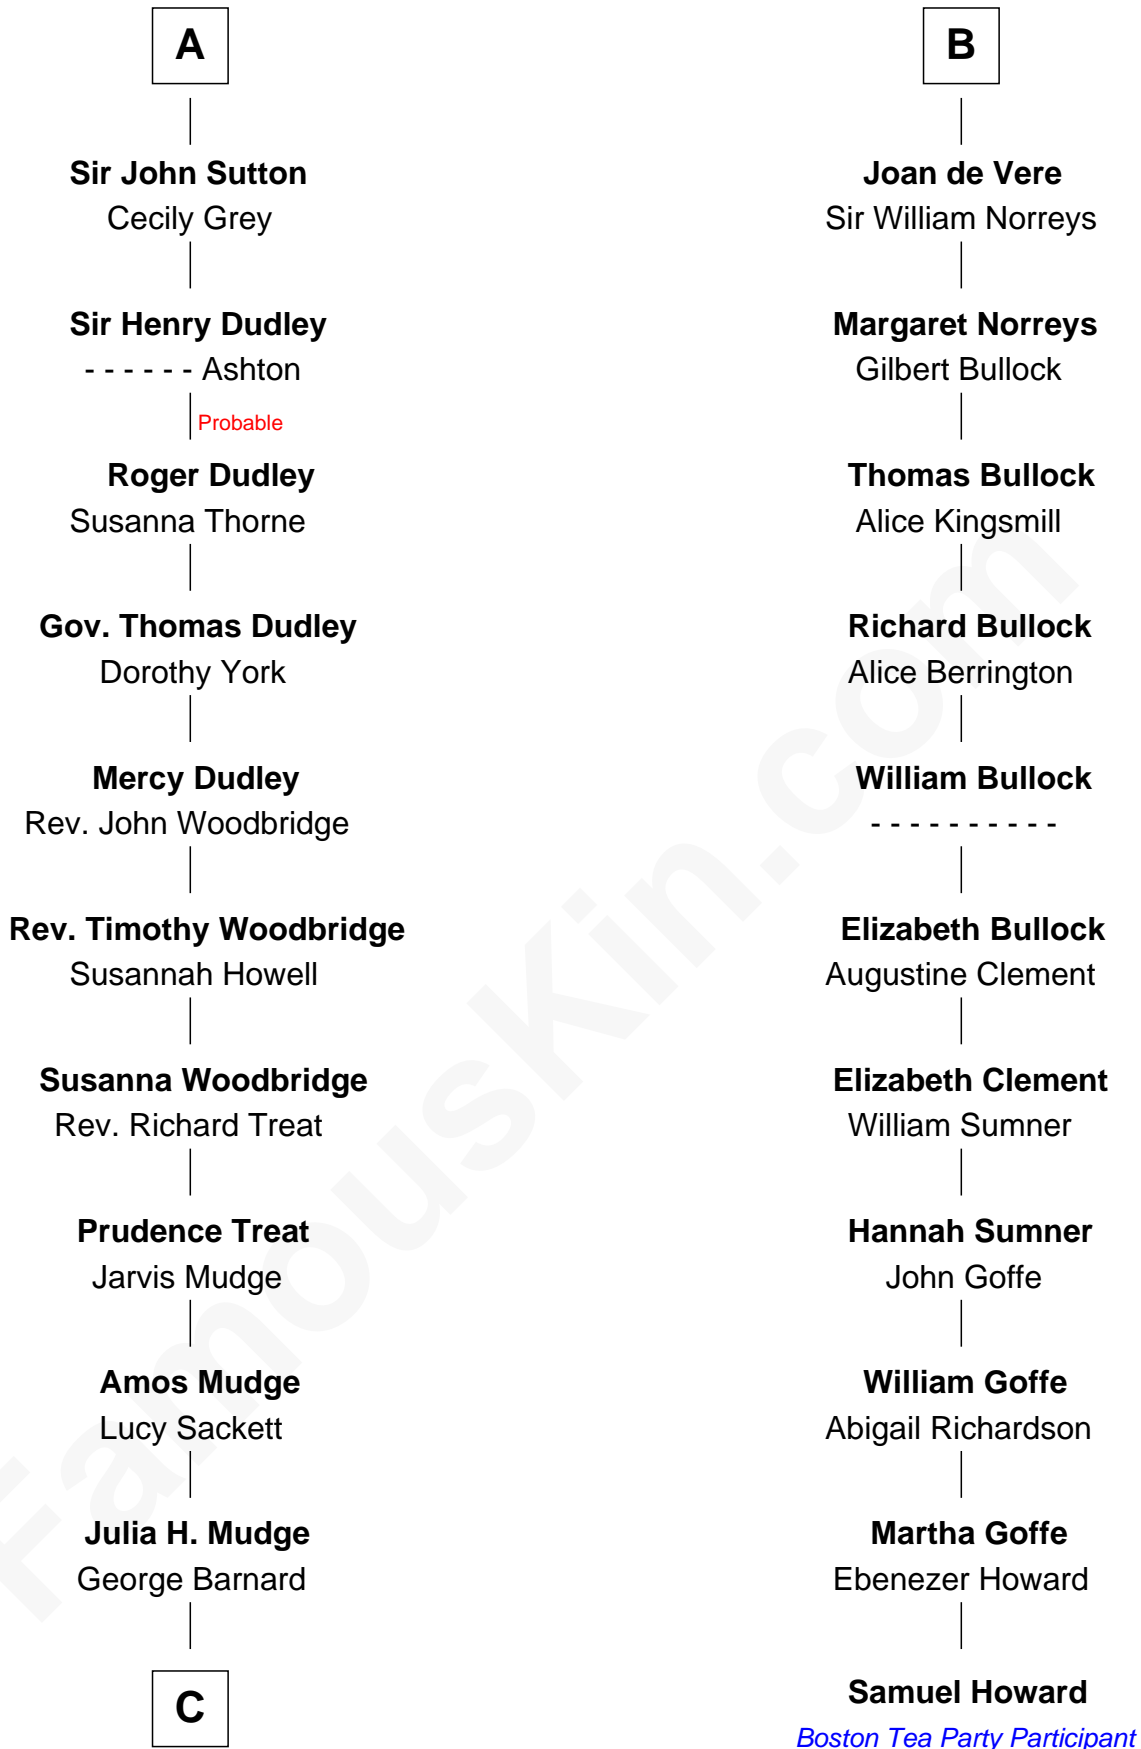 A
Sir John Sutton
Cecily Grey
Sir Henry Dudley
- - - - - - Ashton
Probable
Roger Dudley
Susanna Thorne
Gov. Thomas Dudley
Dorothy York
Mercy Dudley
Rev. John Woodbridge
Rev. Timothy Woodbridge
Susannah Howell
Susanna Woodbridge
Rev. Richard Treat
Prudence Treat
Jarvis Mudge
Amos Mudge
Lucy Sackett
Julia H. Mudge
George Barnard
C
B
Joan de Vere
Sir William Norreys
Margaret Norreys
Gilbert Bullock
Thomas Bullock
Alice Kingsmill
Richard Bullock
Alice Berrington
William Bullock
- - - - - - - - - -
Elizabeth Bullock
Augustine Clement
Elizabeth Clement
William Sumner
Hannah Sumner
John Goffe
William Goffe
Abigail Richardson
Martha Goffe
Ebenezer Howard
Samuel Howard
Boston Tea Party Participant
FamousKin.com